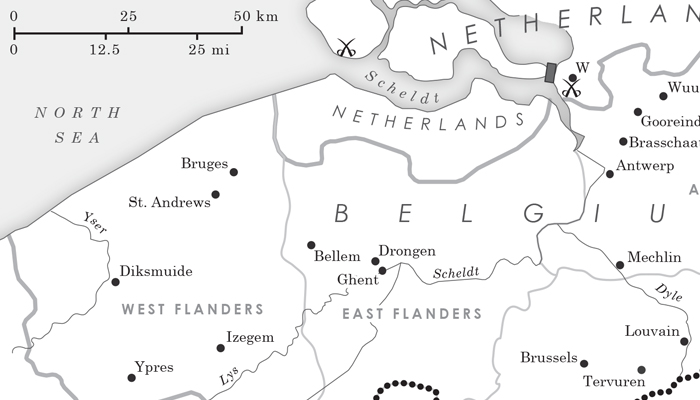 0 25 50 km
0 12.5 25 mi
NETHERLAN
NETHERLANDS
Scheldt
NORTH
SEA
W
Wuu
Goorein
Brasschaa
Antwerp
A
Bruges
St. Andrews
BELGIU
Yser
Bellem
Drongen
Ghent
Scheldt
Mechlin
Dyle
Diksmuide
WEST FLANDERS
EAST FLANDERS
Izegem
Ypres
Lys
Louvain
Brussels
Tervuren